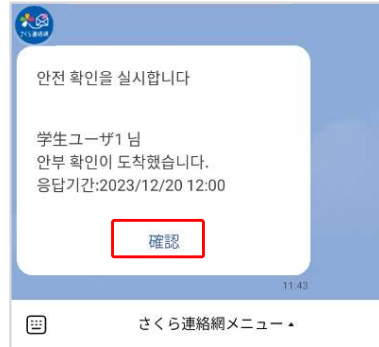 さくら連絡網
안전 확인을 실시합니다
学生ユーザ1 님
안부 확인이 도착했습니다.
응답기간:2023/12/20 12:00
確認
11:43
さくら連絡網メニュー▲